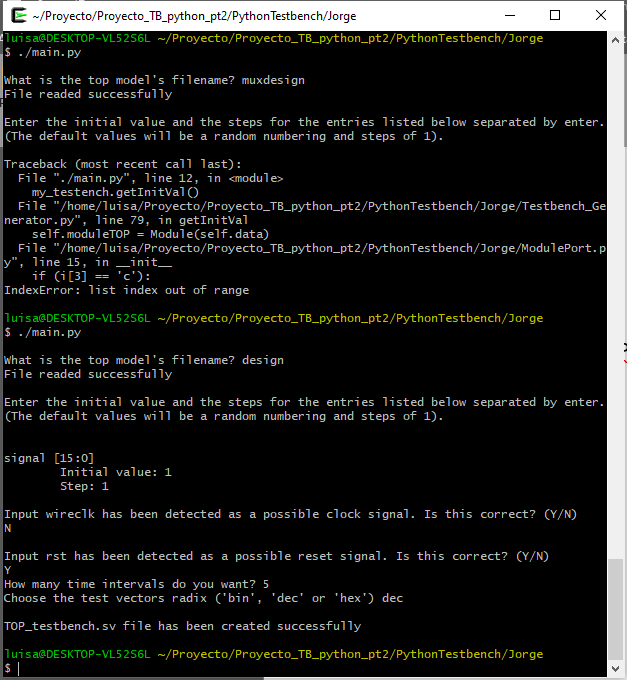 ~/Proyecto/Proyecto_TB_python_pt2/PythonTestbench/Jorge
luisa@DESKTOP-VL52S6L ~/Proyecto/Proyecto_TB_python_pt2/PythonTestbench/Jorge
$ ./main.py
What is the top model's filename? muxdesign
File readed successfully
Enter the initial value and the steps for the entries listed below separated by enter.
(The default values will be a random numbering and steps of 1).
Traceback (most recent call last):
  File "./main.py", line 12, in <module>
    my_testench.getInitVal()
  File "/home/luisa/Proyecto/Proyecto_TB_python_pt2/PythonTestbench/Jorge/Testbench_Ge
nerator.py", line 79, in getInitVal
    self.moduleTOP = Module(self.data)
  File "/home/luisa/Proyecto/Proyecto_TB_python_pt2/PythonTestbench/Jorge/ModulePort.p
y", line 15, in __init__
    if (i[3] == 'c'):
IndexError: list index out of range
luisa@DESKTOP-VL52S6L ~/Proyecto/Proyecto_TB_python_pt2/PythonTestbench/Jorge
$ ./main.py
What is the top model's filename? design
File readed successfully
Enter the initial value and the steps for the entries listed below separated by enter.
(The default values will be a random numbering and steps of 1).
signal [15:0]
        Initial value: 1
        Step: 1
Input wireclk has been detected as a possible clock signal. Is this correct? (Y/N)
N
Input rst has been detected as a possible reset signal. Is this correct? (Y/N)
Y
How many time intervals do you want? 5
Choose the test vectors radix ('bin', 'dec' or 'hex') dec
TOP_testbench.sv file has been created successfully
luisa@DESKTOP-VL52S6L ~/Proyecto/Proyecto_TB_python_pt2/PythonTestbench/Jorge
$